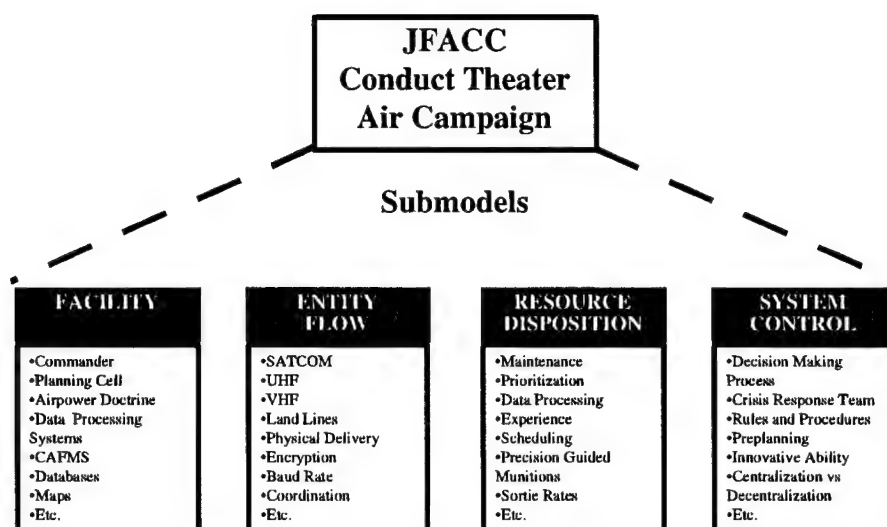 JFACC
Conduct Theater
Air Campaign
Submodels
FACILITY
•Commander
•Planning Cell
•Airpower Doctrine
•Data Processing
Systems
•CAFMS
•Databases
•Maps
•Etc.
ENTITY
FLOW
•SATCOM
•UHF
•VHF
•Land Lines
•Physical Delivery
•Encryption
•Baud Rate
•Coordination
•Etc.
RESOURCE
DISPOSITION
•Maintenance
•Prioritization
•Data Processing
•Experience
•Scheduling
•Precision Guided
Munitions
•Sortie Rates
•Etc.
SYSTEM
CONTROL
•Decision Making
Process
•Crisis Response Team
•Rules and Procedures
•Preplanning
•Innovative Ability
•Centralization vs
Decentralization
•Etc.